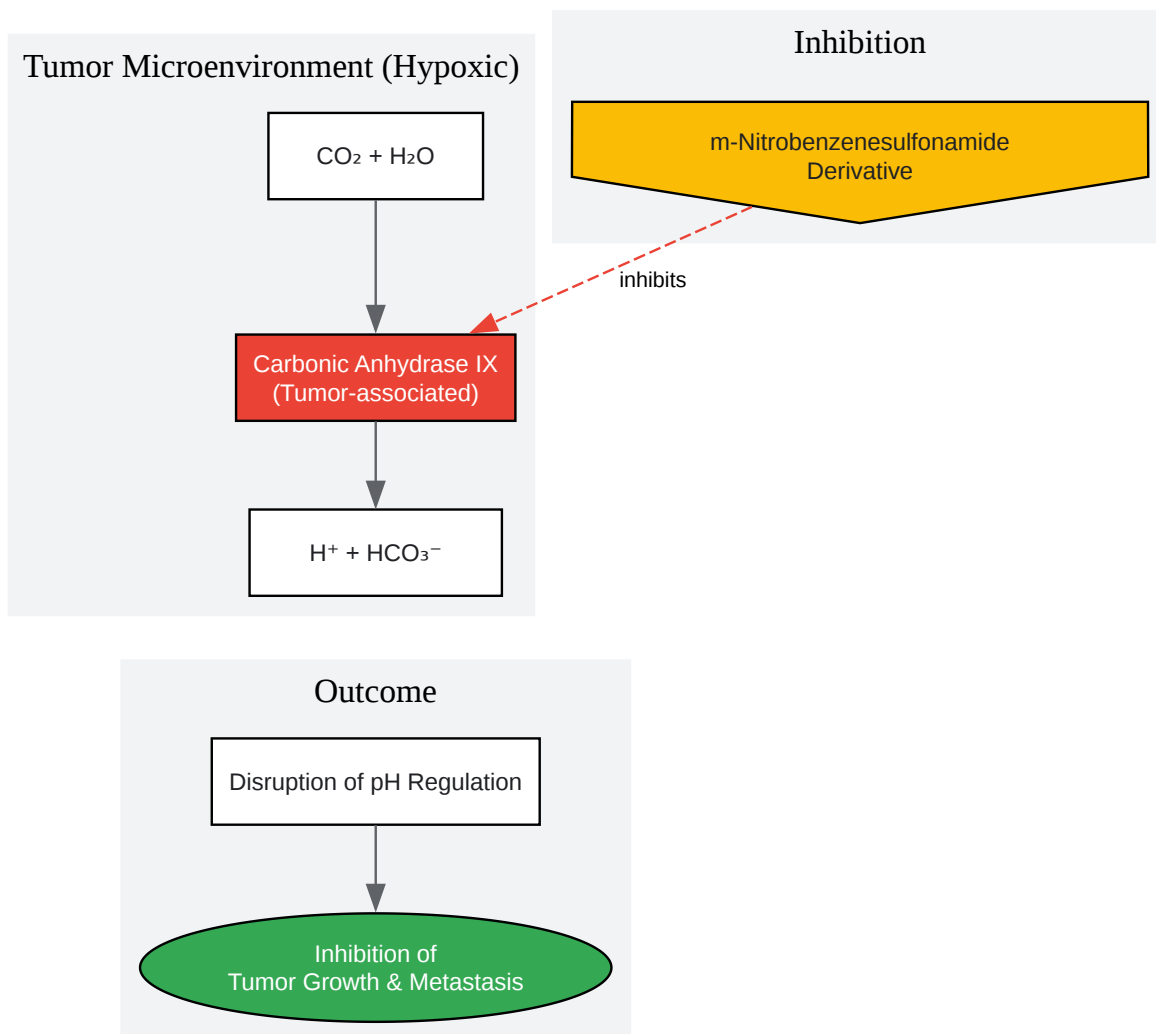 Tumor Microenvironment (Hypoxic)
CO₂ + H₂O
Carbonic Anhydrase IX
(Tumor-associated)
H⁺ + HCO₃⁻
Inhibition
m-Nitrobenzenesulfonamide
Derivative
inhibits
Outcome
Disruption of pH Regulation
Inhibition of
Tumor Growth & Metastasis